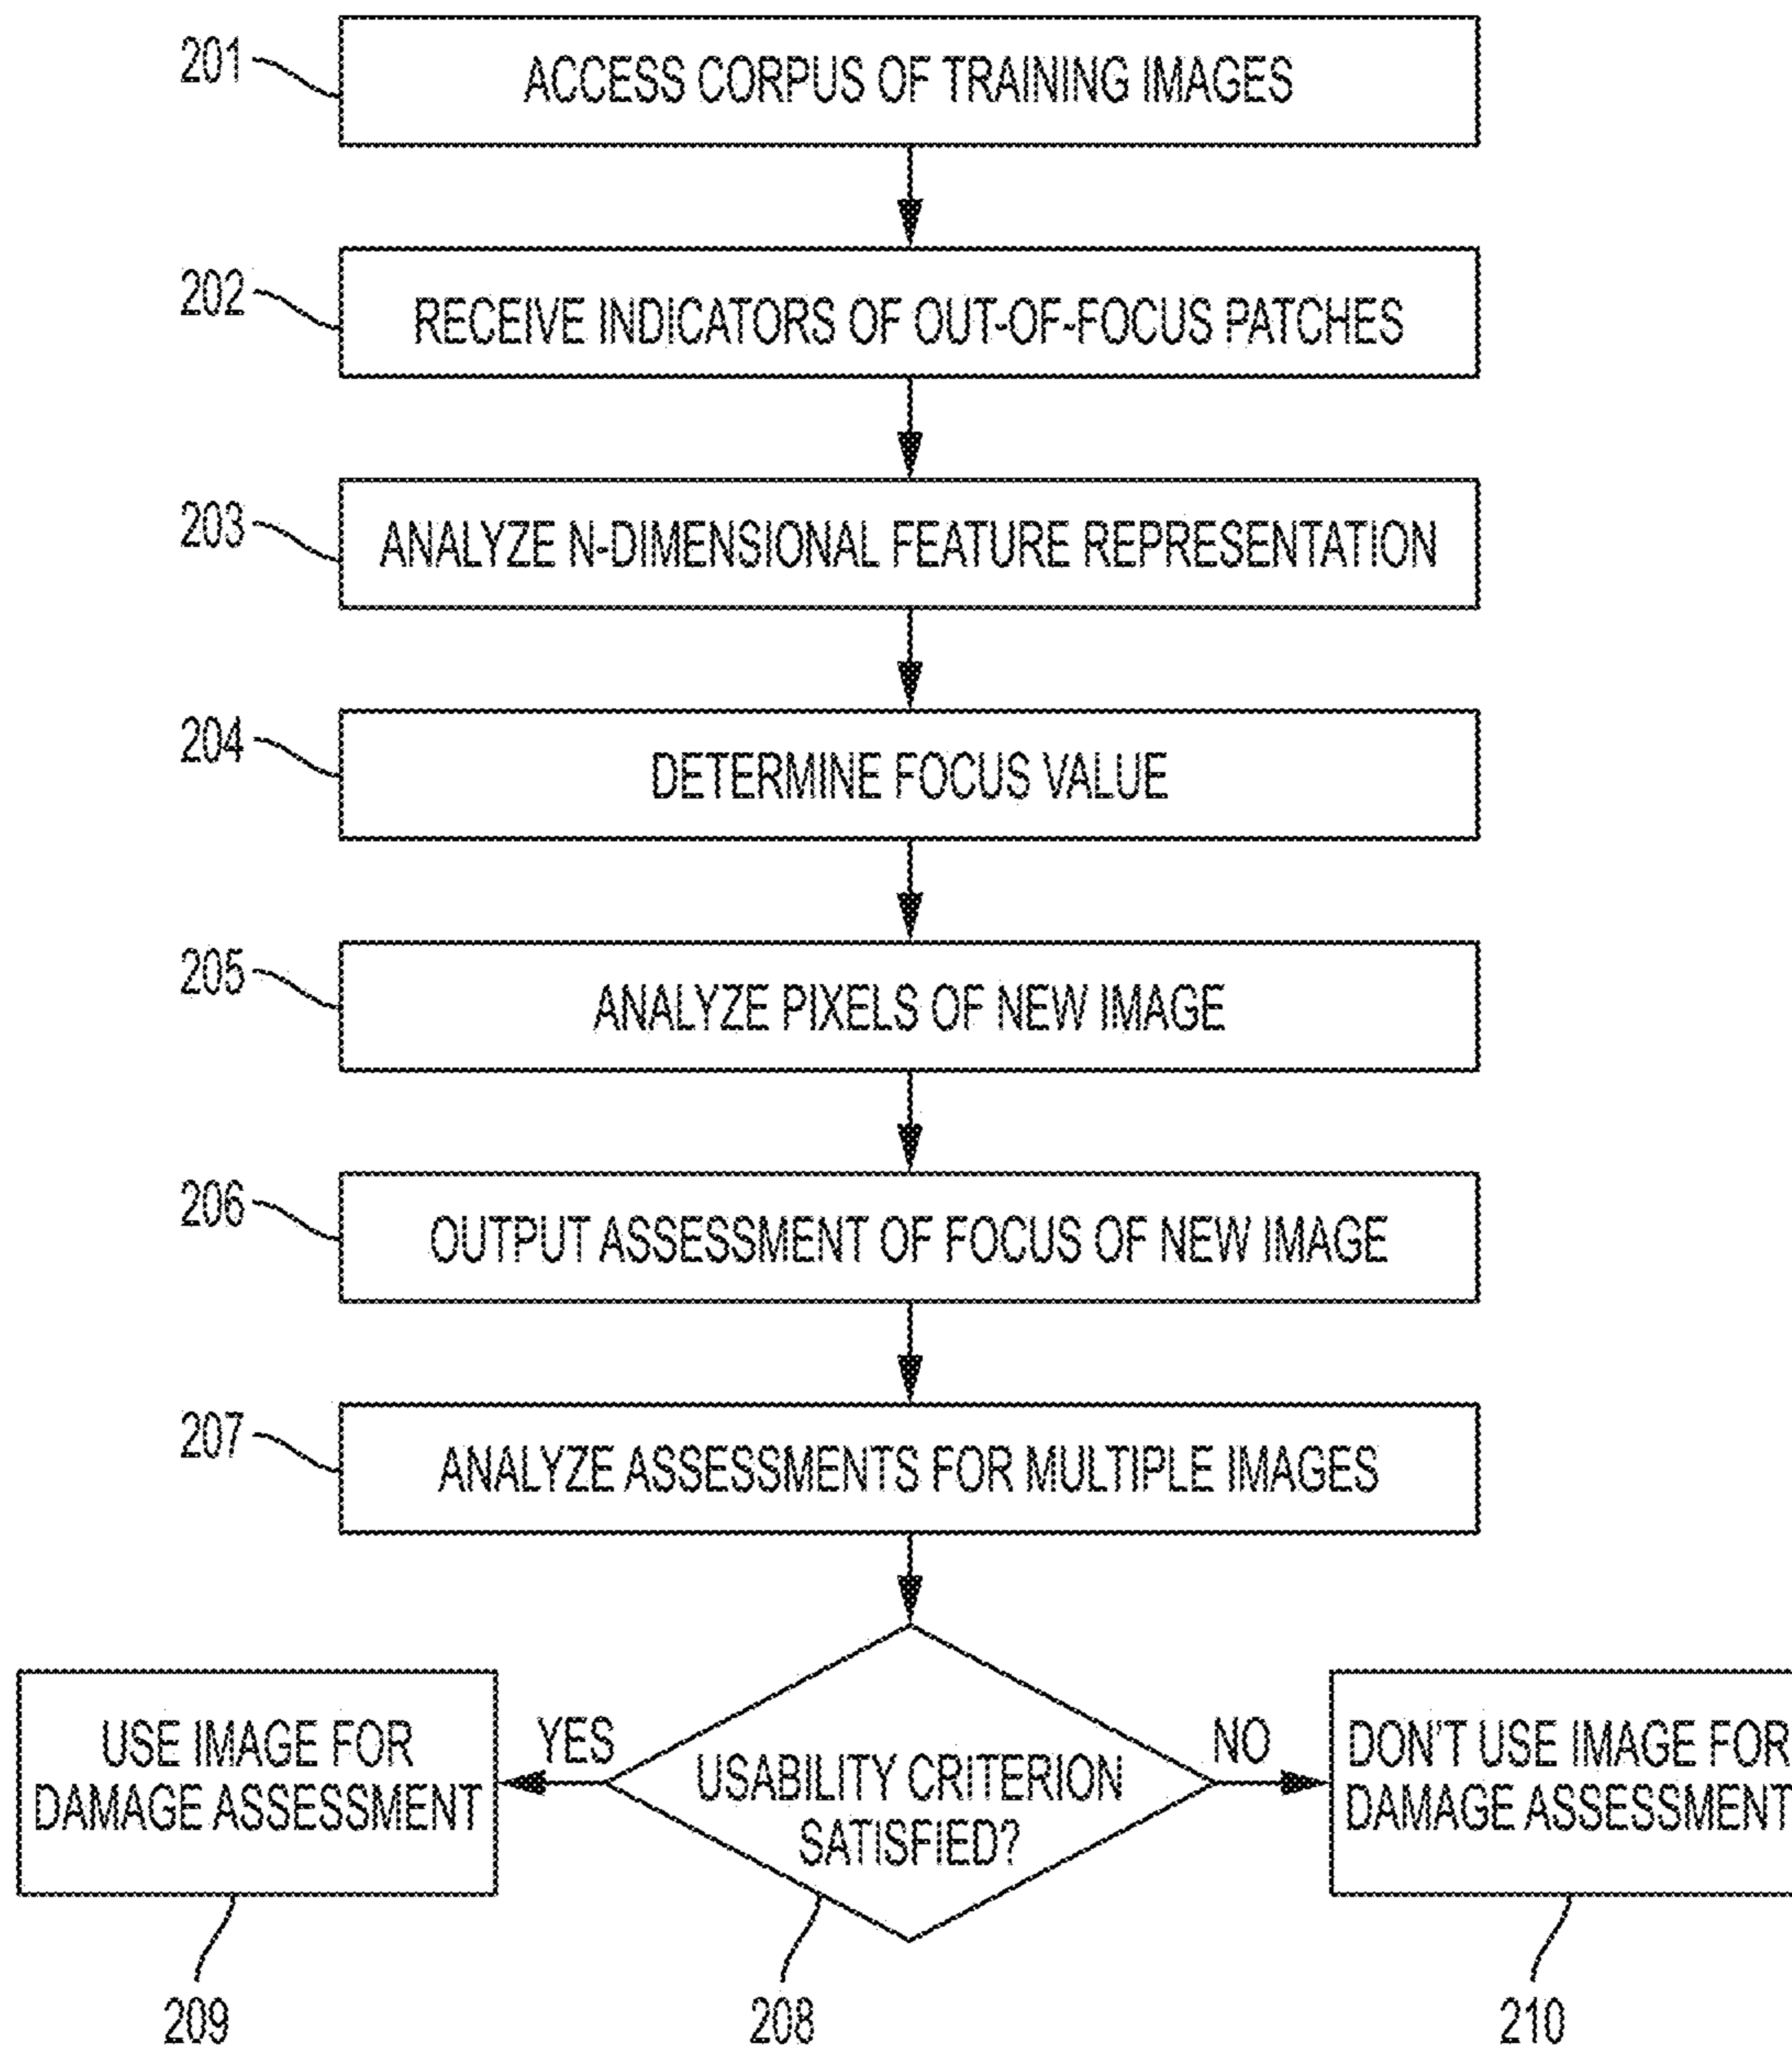 201
ACCESS CORPUS OF TRAINING IMAGES
202
RECEIVE INDICATORS OF OUT-OF-FOCUS PATCHES
203
ANALYZE N-DIMENSIONAL FEATURE REPRESENTATION
204
DETERMINE FOCUS VALUE
205
ANALYZE PIXELS OF NEW IMAGE
206
OUTPUT ASSESSMENT OF FOCUS OF NEW IMAGE
207
ANALYZE ASSESSMENTS FOR MULTIPLE IMAGES
USE IMAGE FOR
DAMAGE ASSESSMENT
YES
USABILITY CRITERION
SATISFIED?
NO
DON'T USE IMAGE FOR
DAMAGE ASSESSMENT
209
208
210